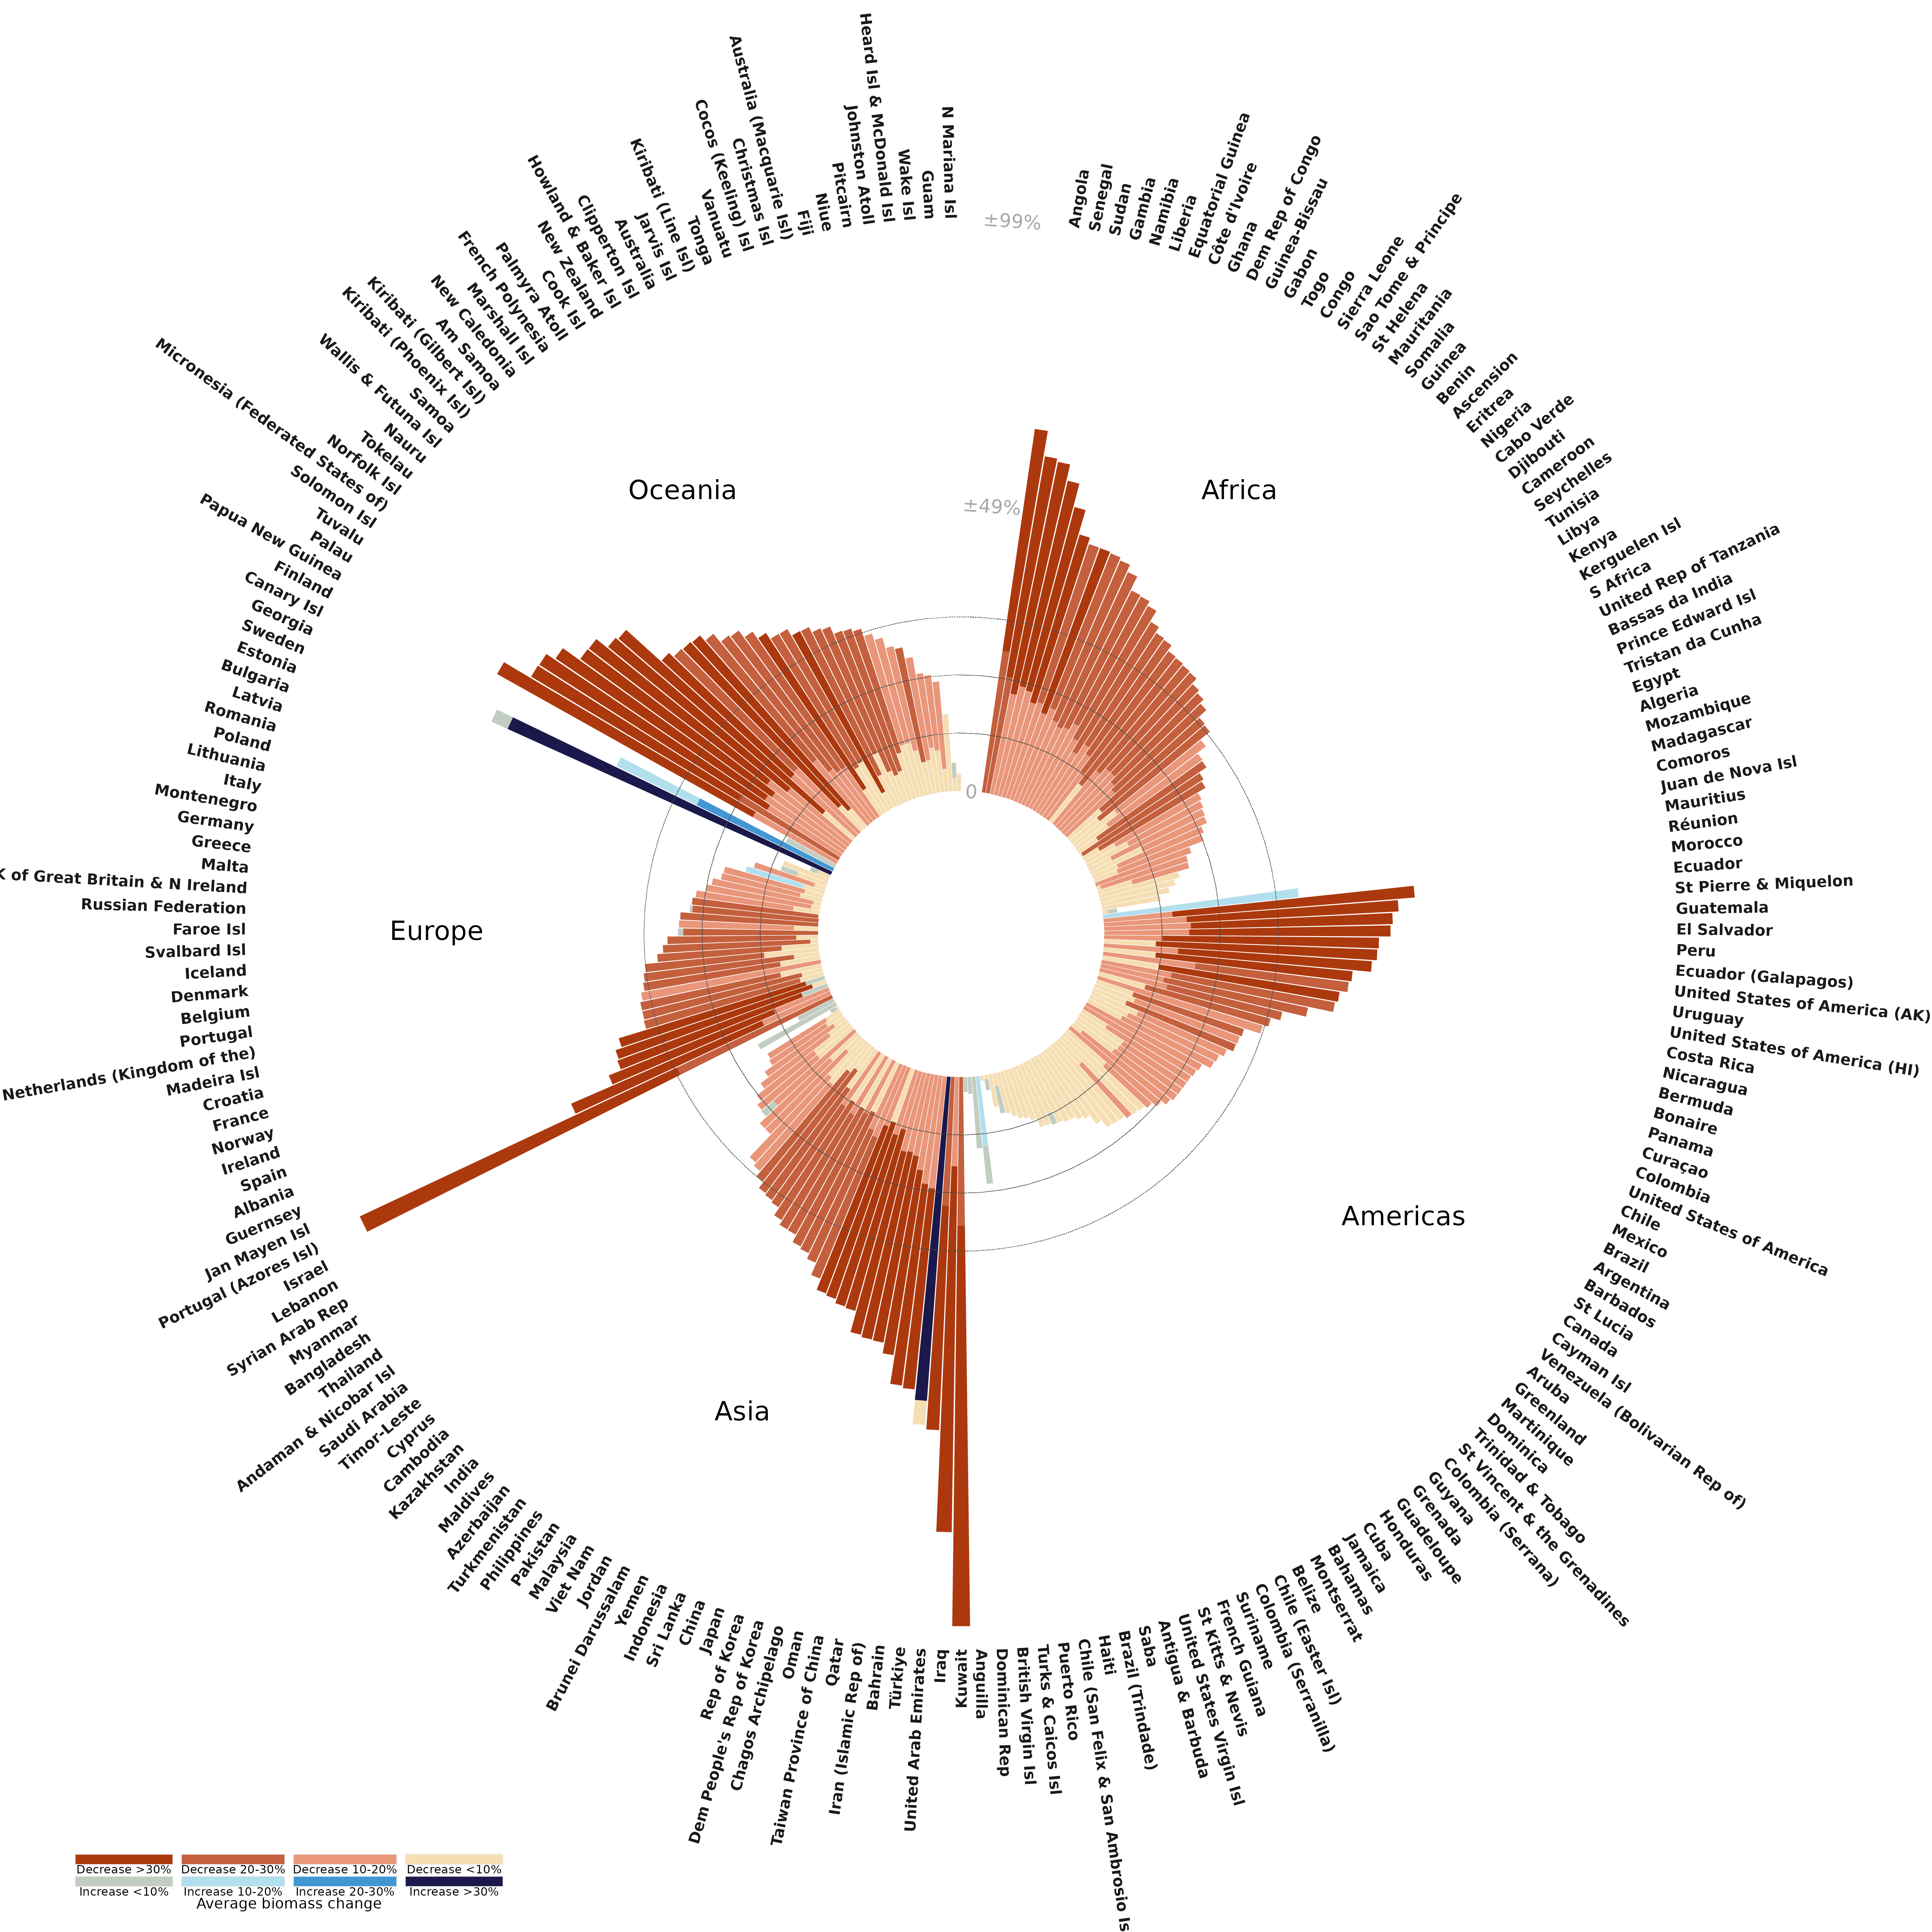 N Mariana Isl
Guam
Wake Isl
Heard Isl & McDonald Isl
Johnston Atoll
Pitcairn
Niue
Fiji
Australia (Macquarie Isl)
Christmas Isl
Cocos (Keeling) Isl
Vanuatu
Tonga
Kiribati (Line Isl)
Jarvis Isl
Australia
Clipperton Isl
Howland & Baker Isl
New Zealand
Cook Isl
Palmyra Atoll
French Polynesia
Marshall Isl
New Caledonia
Am Samoa
Kiribati (Gilbert Isl)
Kiribati (Phoenix Isl)
Samoa
Wallis & Futuna Isl
Nauru
Tokelau
Norfolk Isl
Micronesia (Federated States of)
Solomon Isl
Tuvalu
Palau
Papua New Guinea
Finland
Canary Isl
Georgia
Sweden
Estonia
Bulgaria
Latvia
Romania
Poland
Lithuania
Italy
Montenegro
Germany
Greece
Malta
K of Great Britain & N Ireland
Russian Federation
Faroe Isl
Svalbard Isl
Iceland
Denmark
Belgium
Portugal
Netherlands (Kingdom of the)
Madeira Isl
Croatia
France
Norway
Ireland
Spain
Albania
Guernsey
Jan Mayen Isl
Portugal (Azores Isl)
Israel
Lebanon
Syrian Arab Rep
Myanmar
Bangladesh
Thailand
Andaman & Nicobar Isl
Saudi Arabia
Timor-Leste
Cyprus
Cambodia
Kazakhstan
India
Maldives
Azerbaijan
Turkmenistan
Philippines
Pakistan
Malaysia
Viet Nam
Jordan
Brunei Darussalam
Yemen
Indonesia
Sri Lanka
China
Japan
Rep of Korea
Dem People's Rep of Korea
Chagos Archipelago
Oman
Taiwan Province of China
Qatar
Iran (Islamic Rep of)
Bahrain
Türkiye
United Arab Emirates
Iraq
Kuwait
Anguilla
Dominican Rep
British Virgin Isl
Turks & Caicos Isl
Puerto Rico
Chile (San Felix & San Ambrosio Is
Haiti
Brazil (Trindade)
Saba
Antigua & Barbuda
United States Virgin Isl
St Kitts & Nevis
French Guiana
Suriname
Colombia (Serranilla)
Chile (Easter Isl)
Belize
Montserrat
Bahamas
Jamaica
Cuba
Honduras
Guadeloupe
Grenada
Guyana
Colombia (Serrana)
St Vincent & the Grenadines
Trinidad & Tobago
Dominica
Martinique
Greenland
Aruba
Venezuela (Bolivarian Rep of)
Cayman Isl
Canada
St Lucia
Barbados
Argentina
Brazil
Mexico
Chile
United States of America
Colombia
Curaçao
Panama
Bonaire
Bermuda
Nicaragua
Costa Rica
United States of America (HI)
Uruguay
United States of America (AK)
Ecuador (Galapagos)
Peru
El Salvador
Guatemala
St Pierre & Miquelon
Ecuador
Morocco
Réunion
Mauritius
Juan de Nova Isl
Comoros
Madagascar
Mozambique
Algeria
Egypt
Tristan da Cunha
Prince Edward Isl
Bassas da India
United Rep of Tanzania
S Africa
Kerguelen Isl
Kenya
Libya
Tunisia
Seychelles
Cameroon
Djibouti
Cabo Verde
Nigeria
Eritrea
Ascension
Benin
Guinea
Somalia
Mauritania
St Helena
Sao Tome & Principe
Sierra Leone
Congo
Togo
Gabon
Guinea-Bissau
Dem Rep of Congo
Ghana
Côte d'Ivoire
Equatorial Guinea
Liberia
Namibia
Gambia
Sudan
Senegal
Angola
±99%
±49%
0
Oceania
Africa
Europe
Americas
Asia
Decrease >30%
Decrease 20-30%
Decrease 10-20%
Decrease <10%
Increase <10%
Increase 10-20%
Increase 20-30%
Increase >30%
Average biomass change